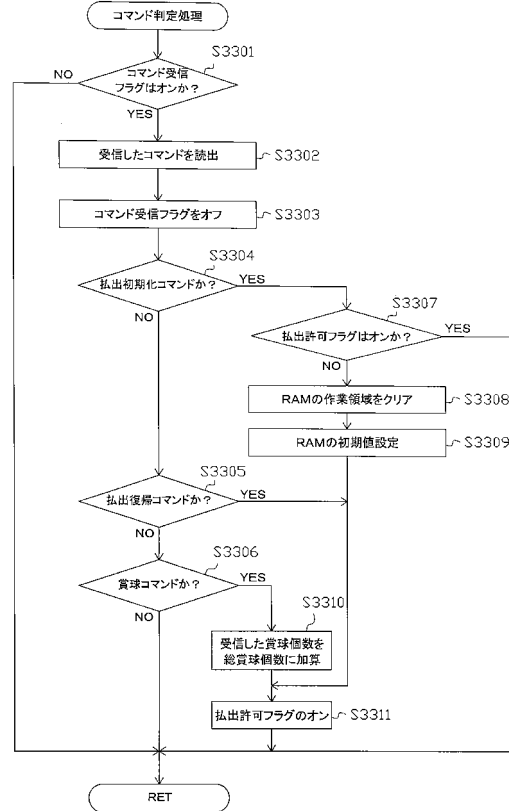 コマンド判定処理
S3301
コマンド受信
フラグはオンか？
NO
YES
受信したコマンドを読出
S3302
コマンド受信フラグをオフ
S3303
S3304
払出初期化コマンドか？
YES
NO
S3307
払出許可フラグはオンか？
YES
NO
RAMの作業領域をクリア
S3308
RAMの初期値設定
S3309
S3305
払出復帰コマンドか？
YES
NO
S3306
賞球コマンドか？
YES
NO
S3310
受信した賞球個数を
総賞球個数に加算
払出許可フラグのオン
S3311
RET